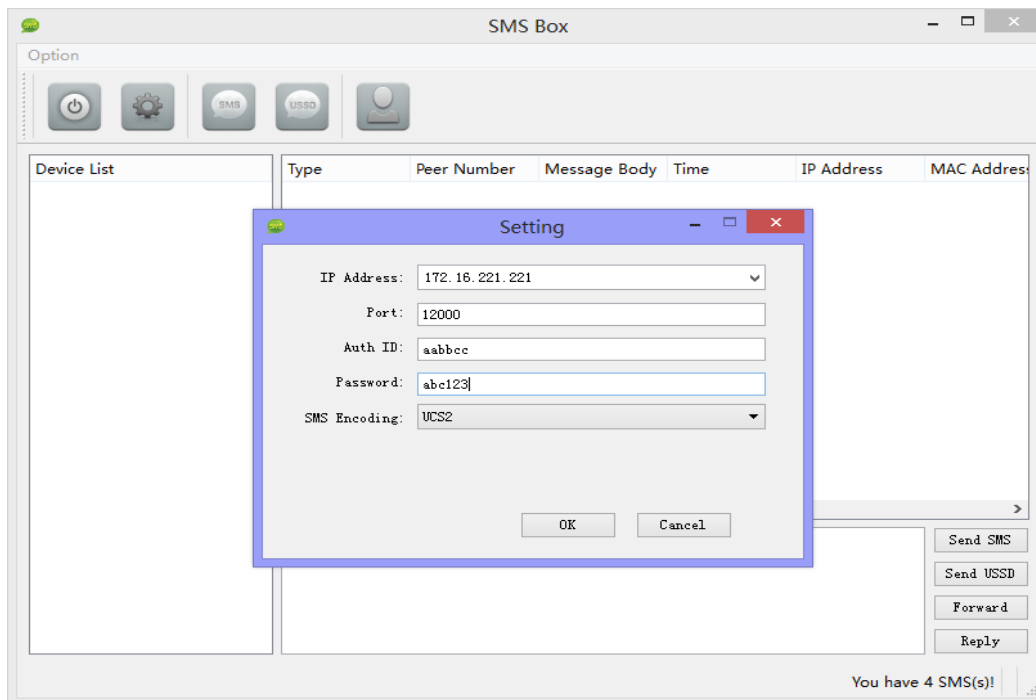 SMS Box
Option
SMS USSD
Device List Type Peer Number Message Body Time IP Address MAC Address
Setting
IP Address: 172.16.221.221
Port: 12000
Auth ID: aabbcc
Password: abc123
SMS Encoding: UCS2
OK Cancel
Send SMS
Send USSD
Forward
Reply
You have 4 SMS(s)!